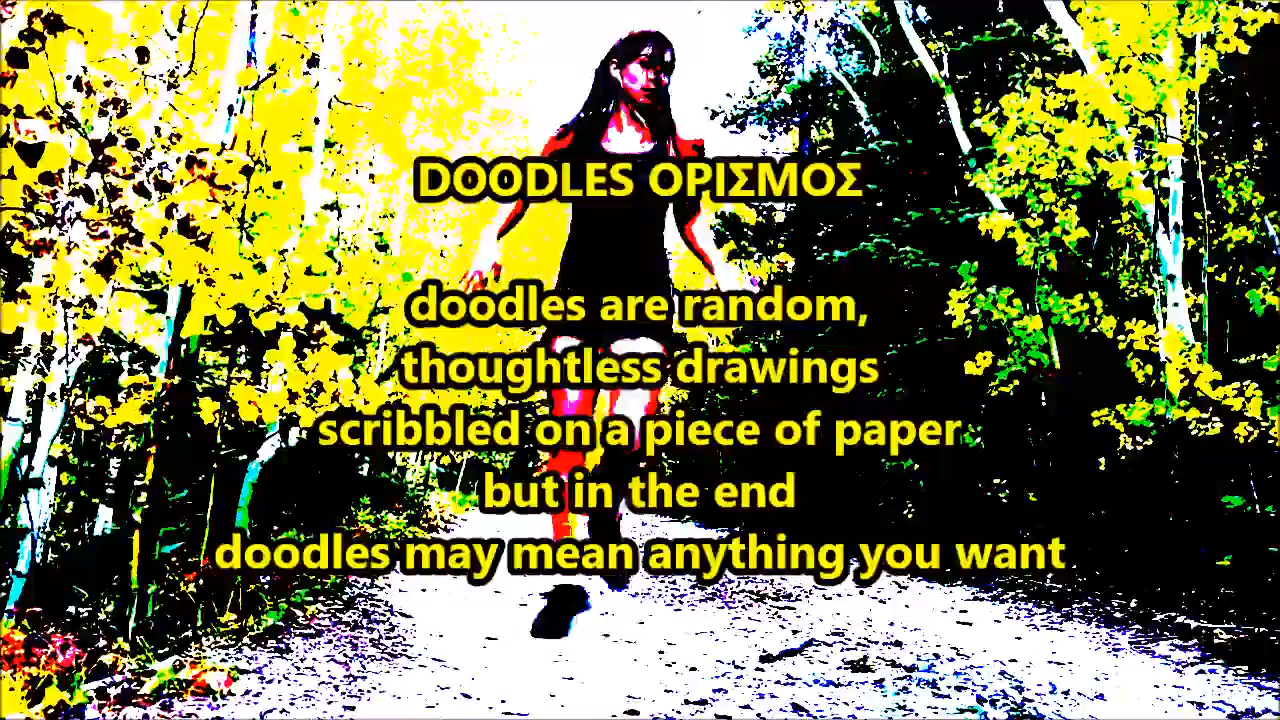 DOODLES ΟΡΙΣΜΟΣ
doodles are random,
thoughtless drawings
scribbled on a piece of paper
but in the end
doodles may mean anything you want